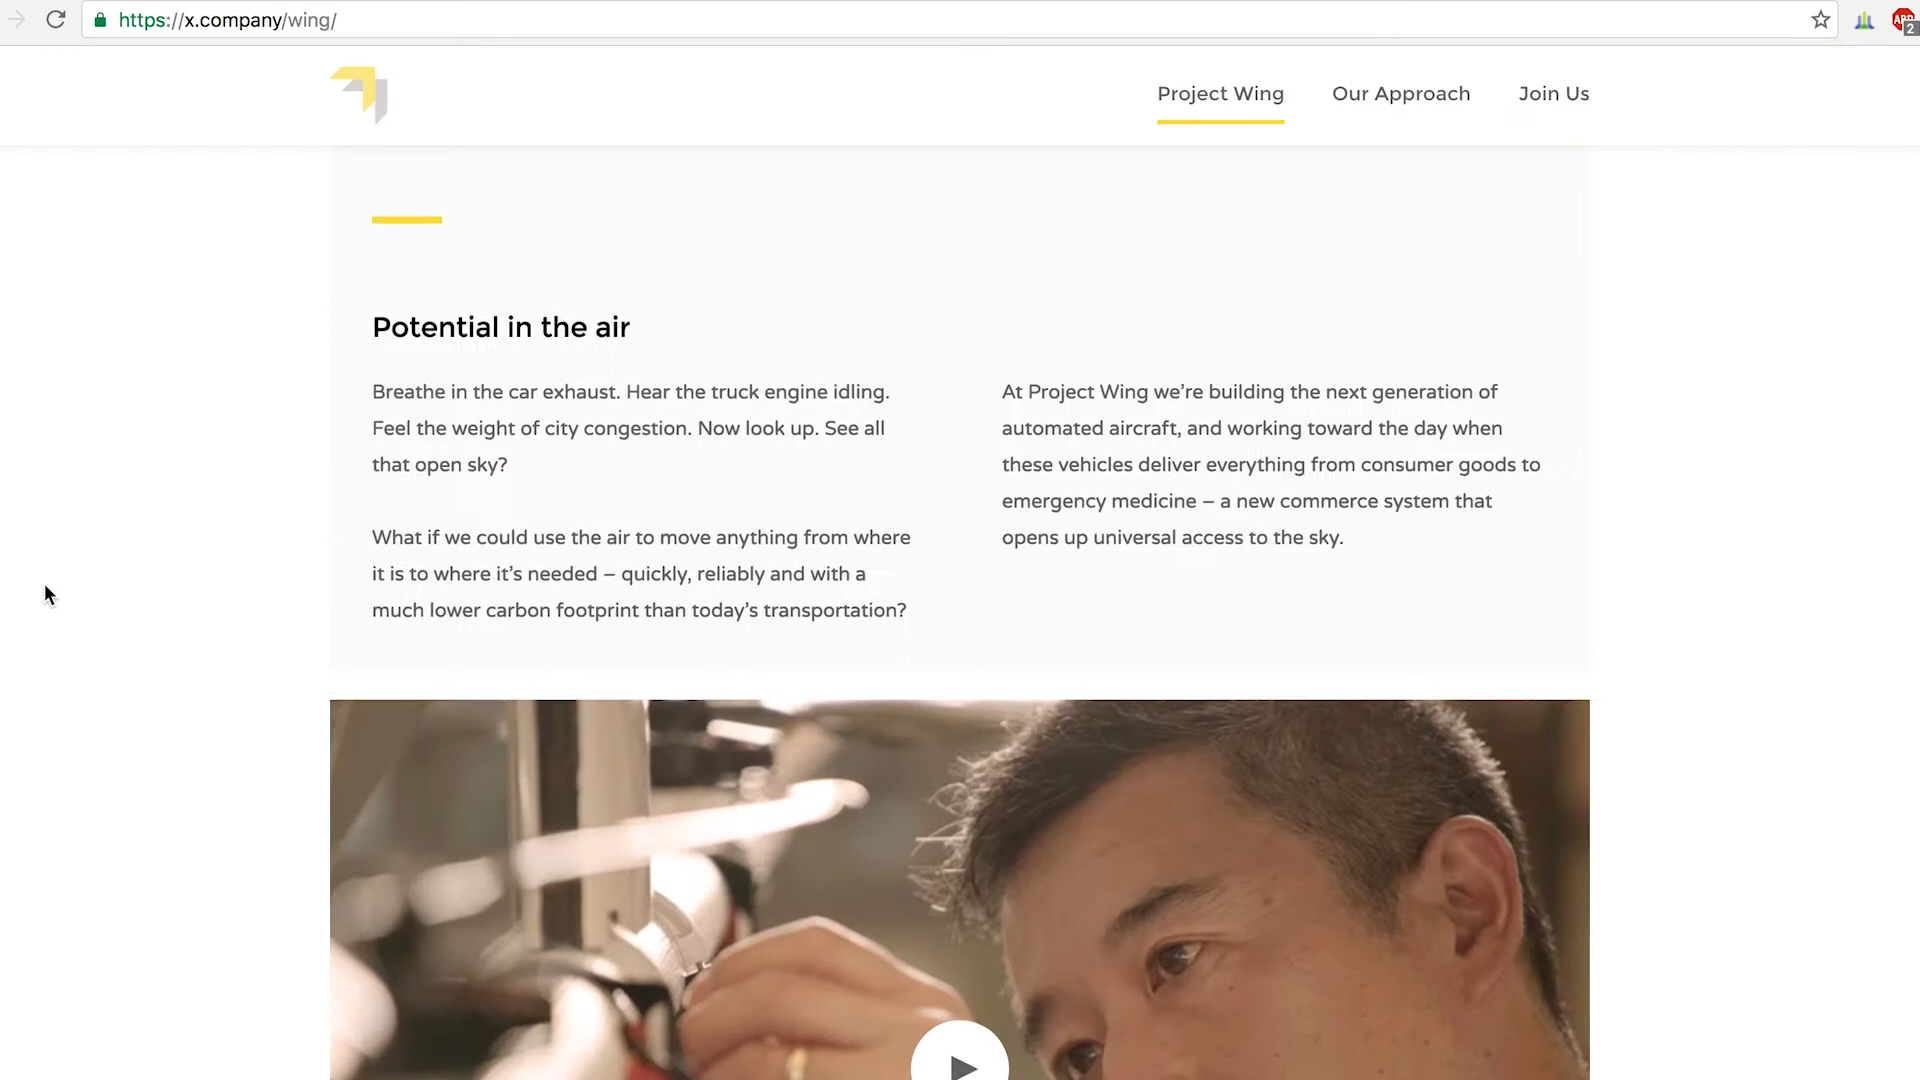 https://x.company/wing/
ABP
2
Project Wing
Our Approach
Join Us
Potential in the air
Breathe in the car exhaust. Hear the truck engine idling.
Feel the weight of city congestion. Now look up. See all
that open sky?
What if we could use the air to move anything from where
it is to where it’s needed – quickly, reliably and with a
much lower carbon footprint than today’s transportation?
At Project Wing we’re building the next generation of
automated aircraft, and working toward the day when
these vehicles deliver everything from consumer goods to
emergency medicine – a new commerce system that
opens up universal access to the sky.